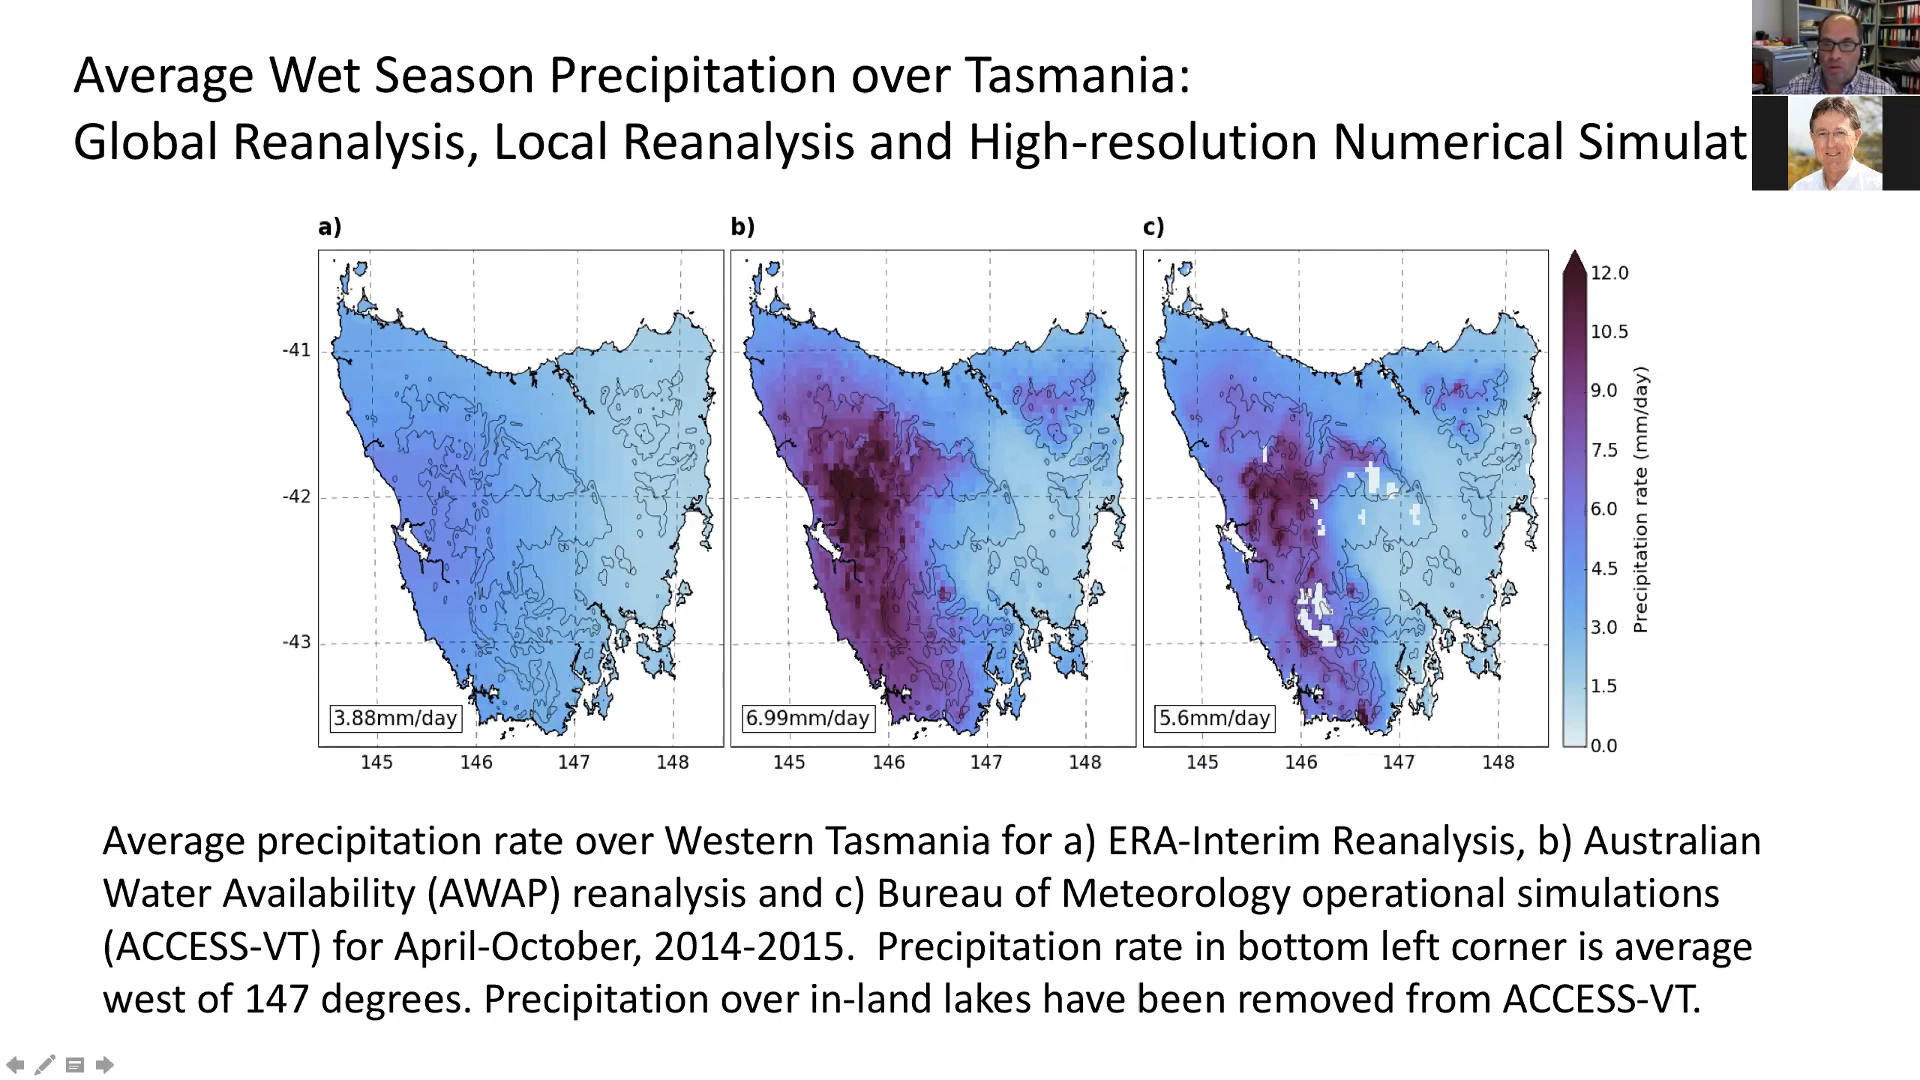 Average Wet Season Precipitation over Tasmania:
Global Reanalysis, Local Reanalysis and High-resolution Numerical Simulat
a)
b)
c)
-41
-42
-43
3.88mm/day
6.99mm/day
5.6mm/day
145
146
147
148
145
146
147
148
145
146
147
148
12.0
10.5
9.0
7.5
6.0
4.5
3.0
1.5
0.0
Precipitation rate (mm/day)
Average precipitation rate over Western Tasmania for a) ERA-Interim Reanalysis, b) Australian
Water Availability (AWAP) reanalysis and c) Bureau of Meteorology operational simulations
(ACCESS-VT) for April-October, 2014-2015.  Precipitation rate in bottom left corner is average
west of 147 degrees. Precipitation over in-land lakes have been removed from ACCESS-VT.